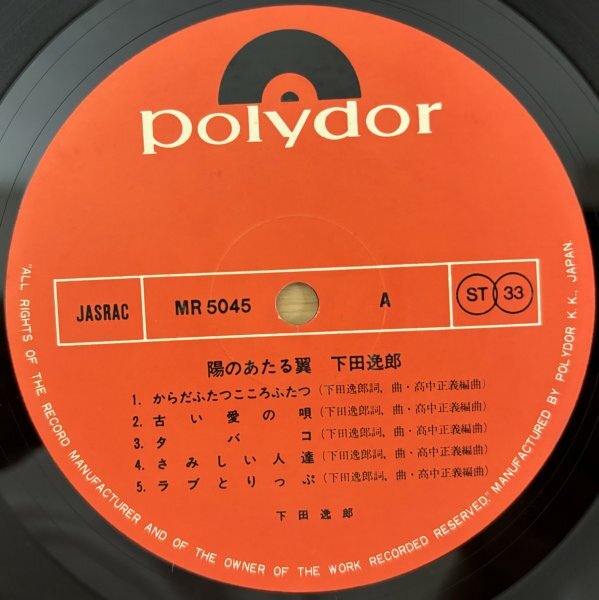 polydor
JASRAC MR 5045 A ST 33
陽のあたる翼 下田逸郎
1. からだふたつこころふたつ (下田逸郎詞，曲・高中正義編曲)
2. 古い愛の唄 (下田逸郎詞，曲・高中正義編曲)
3. タバコ (下田逸郎詞，曲・高中正義編曲)
4. さみしい人達 (下田逸郎詞，曲・高中正義編曲)
5. ラブとりっぷ (下田逸郎詞，曲・高中正義編曲)
下田逸郎
"ALL RIGHTS OF THE RECORD MANUFACTURER AND OF THE OWNER OF THE WORK RECORDED RESERVED." MANUFACTURED BY POLYDOR K.K., JAPAN.